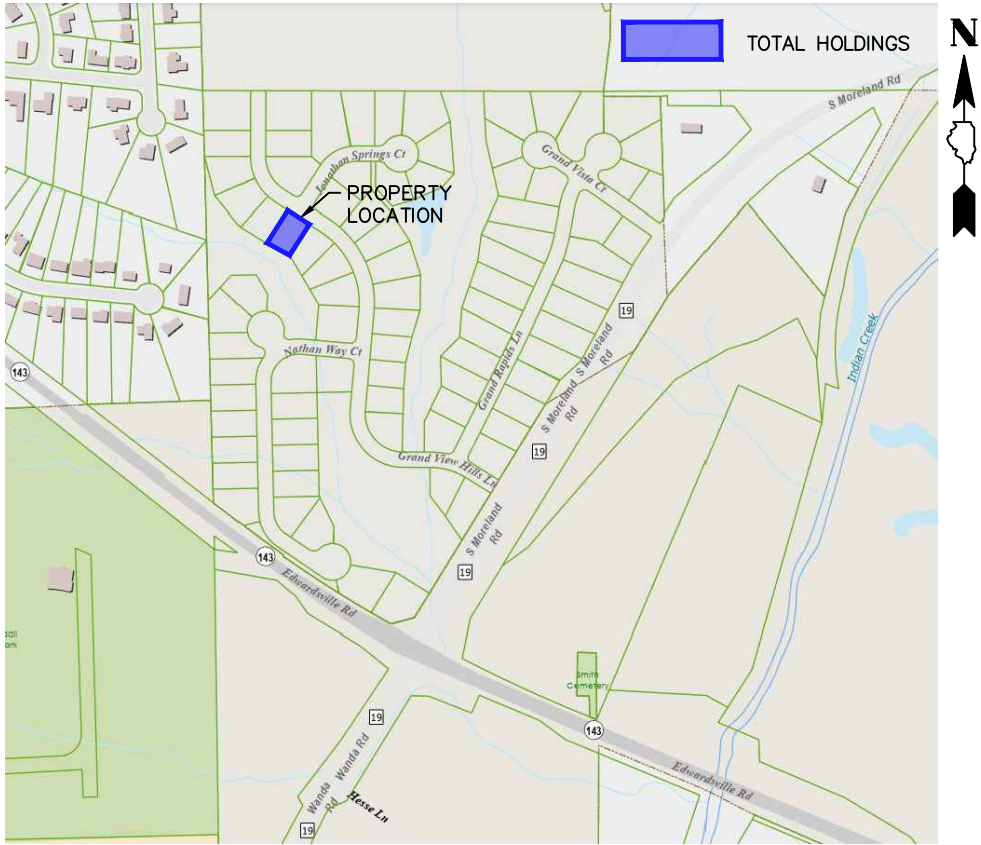 TOTAL HOLDINGS
N
S Moreland Rd
Jonathan Springs Ct
Grand Vista Ct
PROPERTY
LOCATION
19
Indian Creek
S Moreland
Rd
Nathan Way Ct
Grand Rapids Ln
143
S Moreland
Rd
19
Grand View Hills Ln
S Moreland
Rd
143
19
Edwardsville Rd
Smith
Cemetery
19
143
Wanda Rd
Wanda
Rd
Edwardsville Rd
Hesse Ln
19